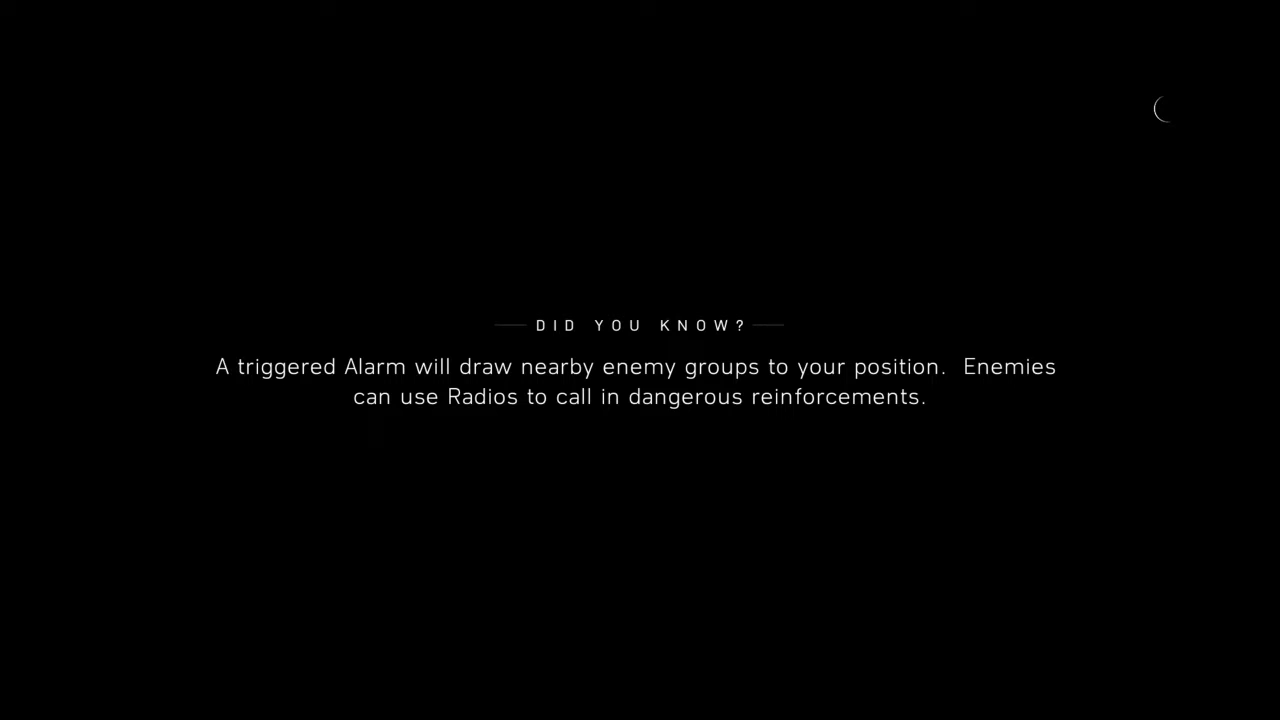 DID YOU KNOW?
A triggered Alarm will draw nearby enemy groups to your position.  Enemies
can use Radios to call in dangerous reinforcements.